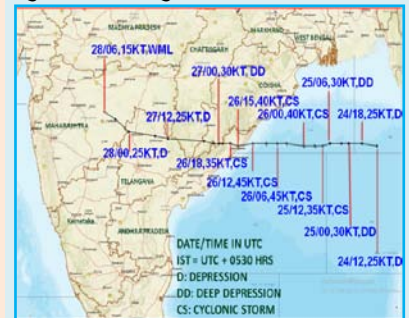 MADHYA PRADESH
WEST BENGAL
28/06,15KT,WML
CHATTISGARH
27/00,30KT,DD
ODISHA
25/06,30KT,DD
26/15,40KT,CS
27/12,25KT,D
26/00,40KT,CS
24/18,25KT,D
MAHARASHTRA
28/00,25KT,D
26/18,35KT,CS
TELANGANA
26/12,45KT,CS
26/06,45KT,CS
25/12,35KT,CS
Karnataka
25/00,30KT,DD
ANDHRA PRADESH
DATE/TIME IN UTC
IST = UTC + 0530 HRS
24/12,25KT,D
D: DEPRESSION
DD: DEEP DEPRESSION
CS: CYCLONIC STORM